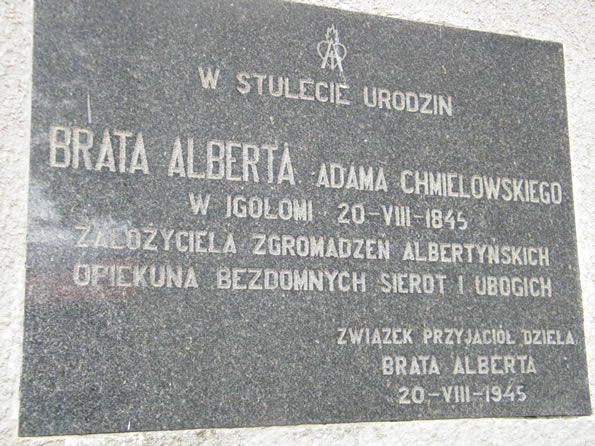 W STULECIE URODZIN
BRATA ALBERTA ADAMA CHMIELOWSKIEGO
W IGOŁOMI · 20-VIII-1845
ZAŁOŻYCIELA ZGROMADZEŃ ALBERTYŃSKICH
OPIEKUNA BEZDOMNYCH SIEROT I UBOGICH
ZWIĄZEK PRZYJACIÓŁ DZIEŁA
BRATA ALBERTA
20-VIII-1945